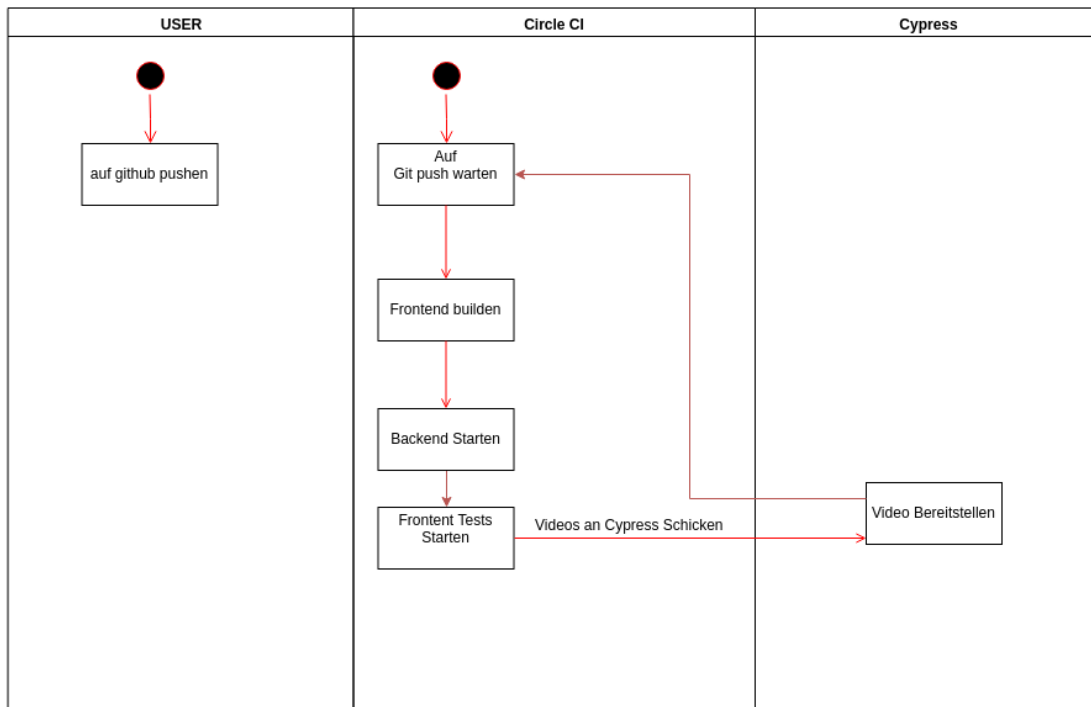 USER
Circle CI
Cypress
auf github pushen
Auf
Git push warten
Frontend builden
Backend Starten
Frontent Tests
Starten
Videos an Cypress Schicken
Video Bereitstellen